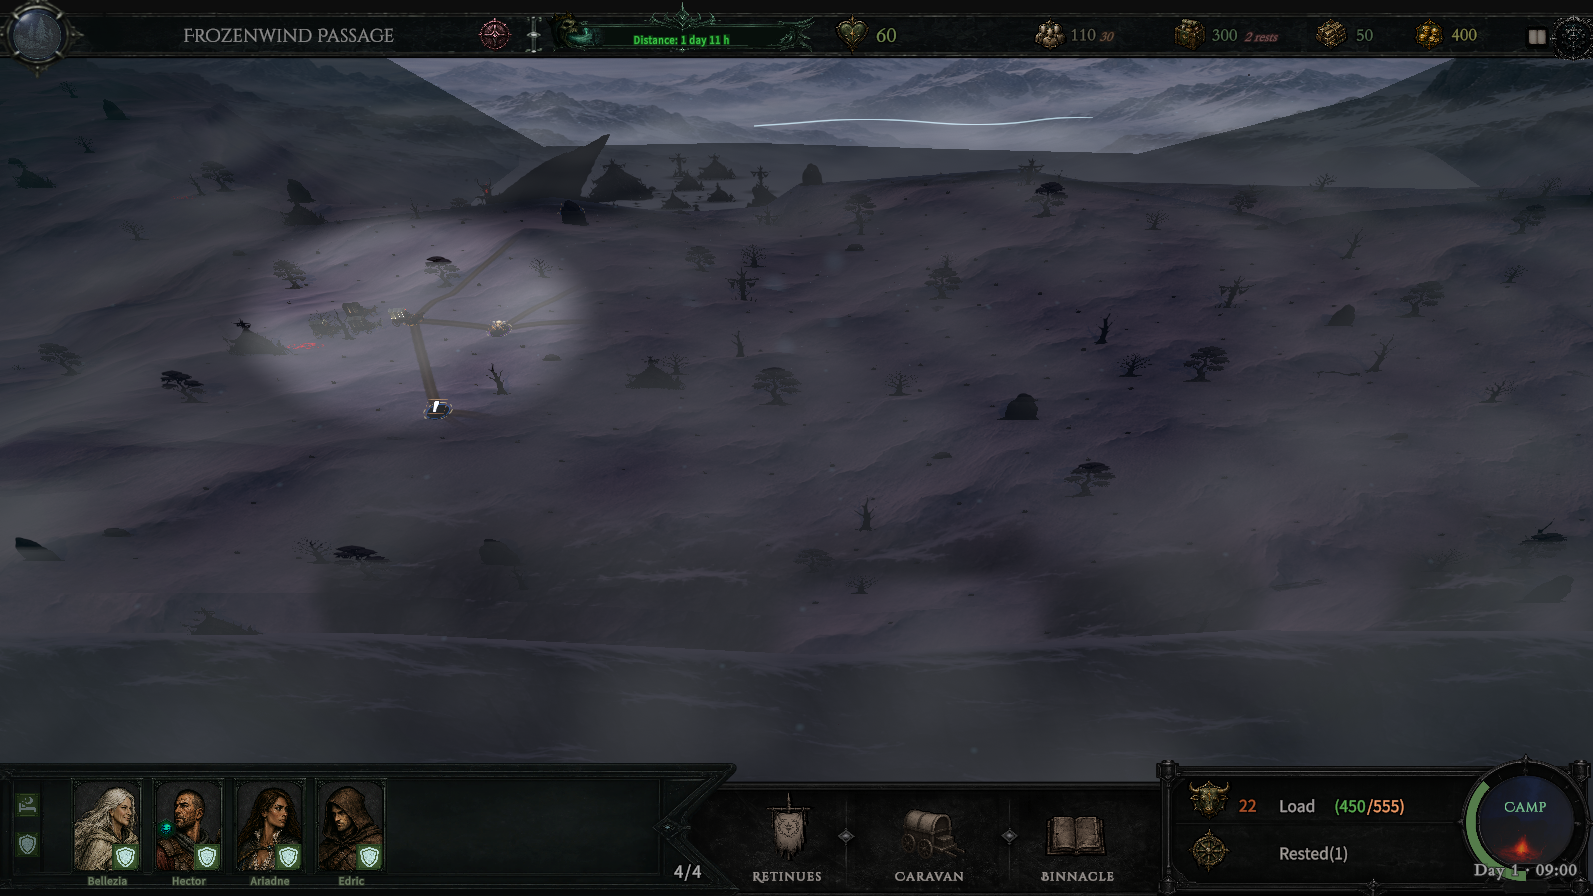 Frozenwind Passage
Distance: 1 day 11 h
60
110 30
300 2 rests
50
400
Bellezia
Hector
Ariadne
Edric
4/4
Retinues
Caravan
Binnacle
22 Load (450/555)
Rested(1)
Camp
Day 1 · 09:00